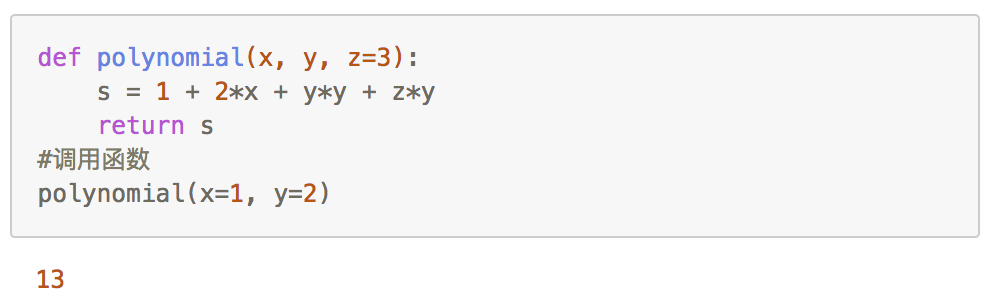 def polynomial(x, y, z=3):
    s = 1 + 2*x + y*y + z*y
    return s
#调用函数
polynomial(x=1, y=2)
13